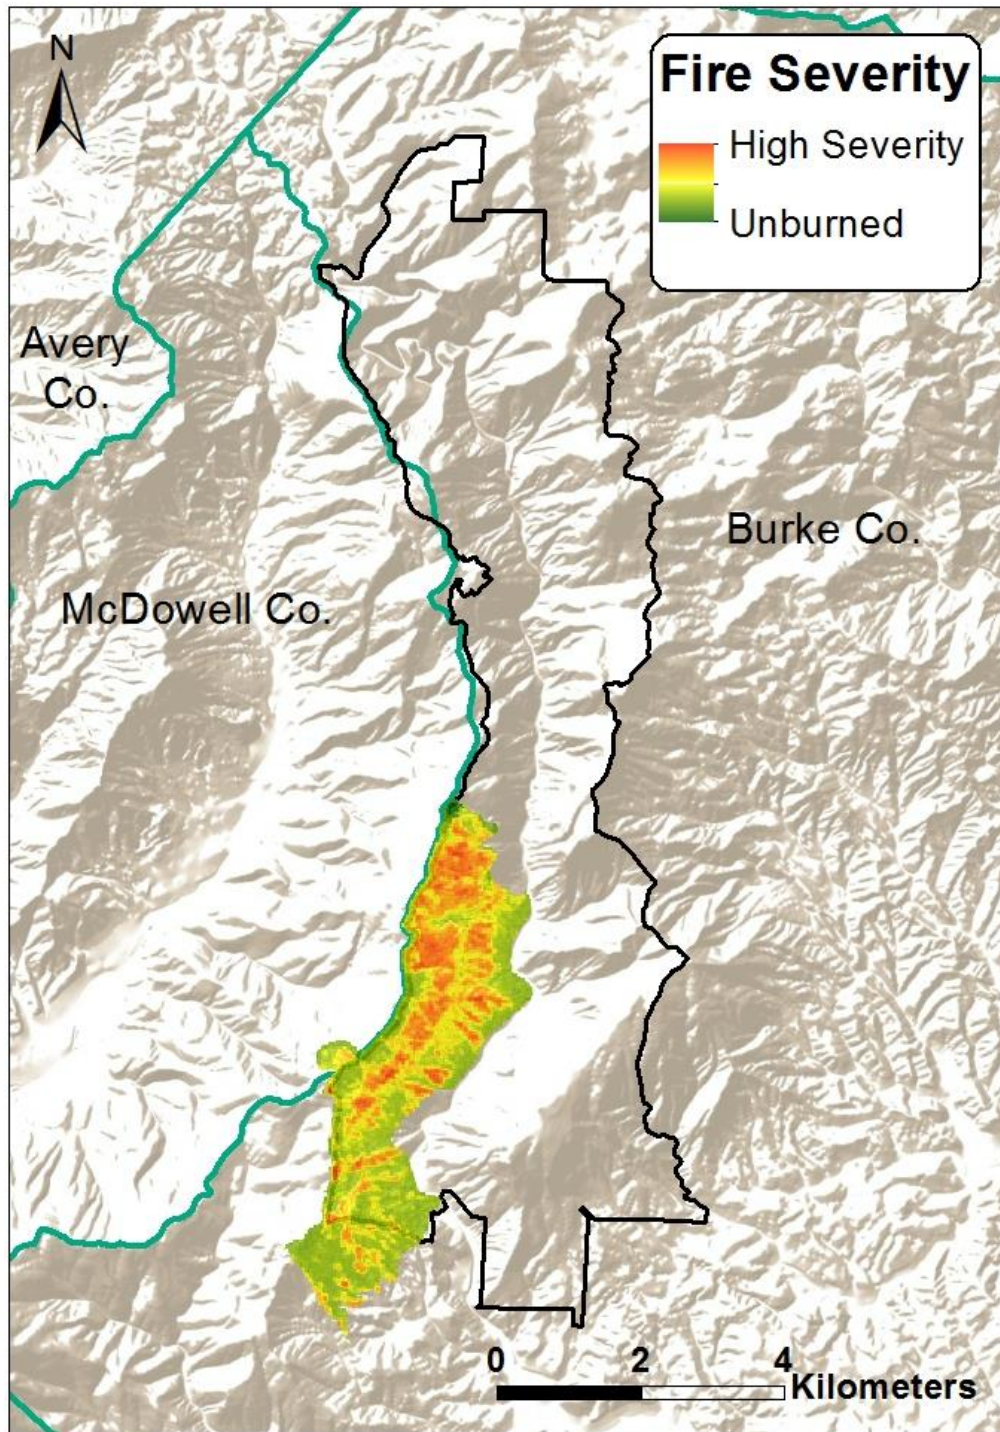 N
Fire Severity
High Severity
Unburned
Avery
Co.
Burke Co.
McDowell Co.
0 2 4
Kilometers